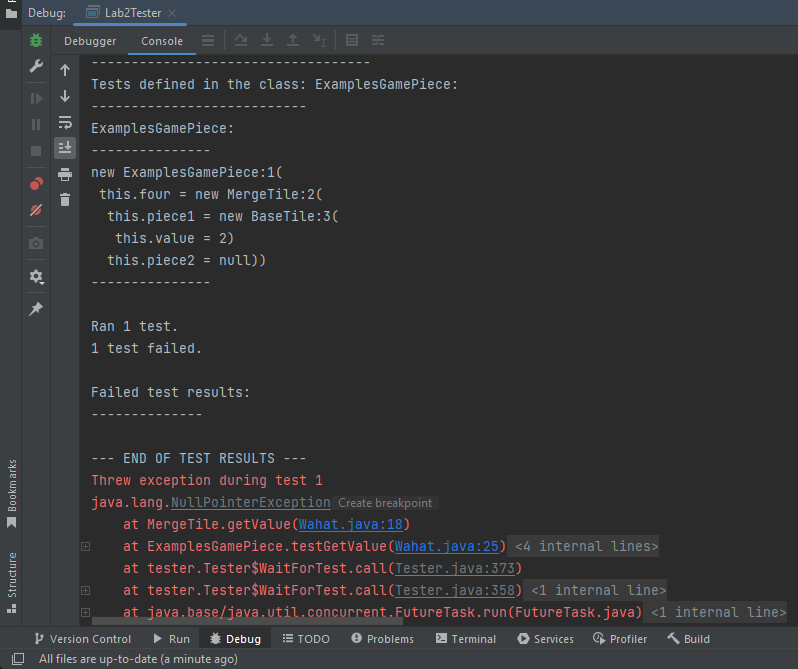 Debug:
Lab2Tester
Debugger
Console
-----------------------------------
Tests defined in the class: ExamplesGamePiece:
---------------------------
ExamplesGamePiece:
---------------
new ExamplesGamePiece:1(
this.four = new MergeTile:2(
this.piece1 = new BaseTile:3(
this.value = 2)
this.piece2 = null))
---------------
Ran 1 test.
1 test failed.
Failed test results:
--------------
--- END OF TEST RESULTS ---
Threw exception during test 1
java.lang.NullPointerException Create breakpoint
at MergeTile.getValue(Wahat.java:18)
at ExamplesGamePiece.testGetValue(Wahat.java:25) <4 internal lines>
at tester.Tester$WaitForTest.call(Tester.java:373)
at tester.Tester$WaitForTest.call(Tester.java:358) <1 internal line>
at java.base/java.util.concurrent.FutureTask.run(FutureTask.java) <1 internal line>
Bookmarks
Structure
Version Control
Run
Debug
TODO
Problems
Terminal
Services
Profiler
Build
All files are up-to-date (a minute ago)